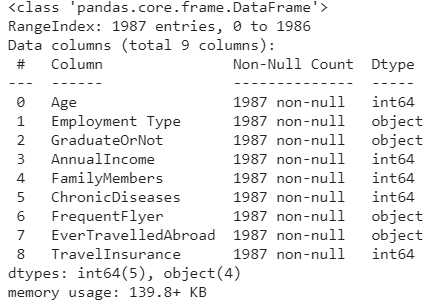 <class 'pandas.core.frame.DataFrame'>
RangeIndex: 1987 entries, 0 to 1986
Data columns (total 9 columns):
 #   Column               Non-Null Count  Dtype
---  ------               --------------  -----
 0   Age                  1987 non-null   int64
 1   Employment Type      1987 non-null   object
 2   GraduateOrNot        1987 non-null   object
 3   AnnualIncome         1987 non-null   int64
 4   FamilyMembers        1987 non-null   int64
 5   ChronicDiseases      1987 non-null   int64
 6   FrequentFlyer        1987 non-null   object
 7   EverTravelledAbroad  1987 non-null   object
 8   TravelInsurance      1987 non-null   int64
dtypes: int64(5), object(4)
memory usage: 139.8+ KB